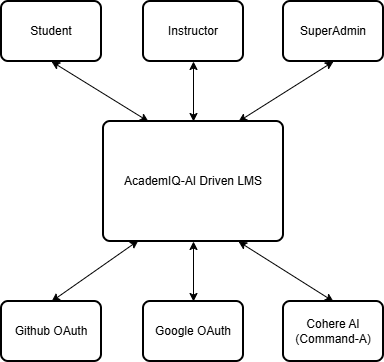 Student
Instructor
SuperAdmin
AcademIQ-AI Driven LMS
Github OAuth
Google OAuth
Cohere AI
(Command-A)